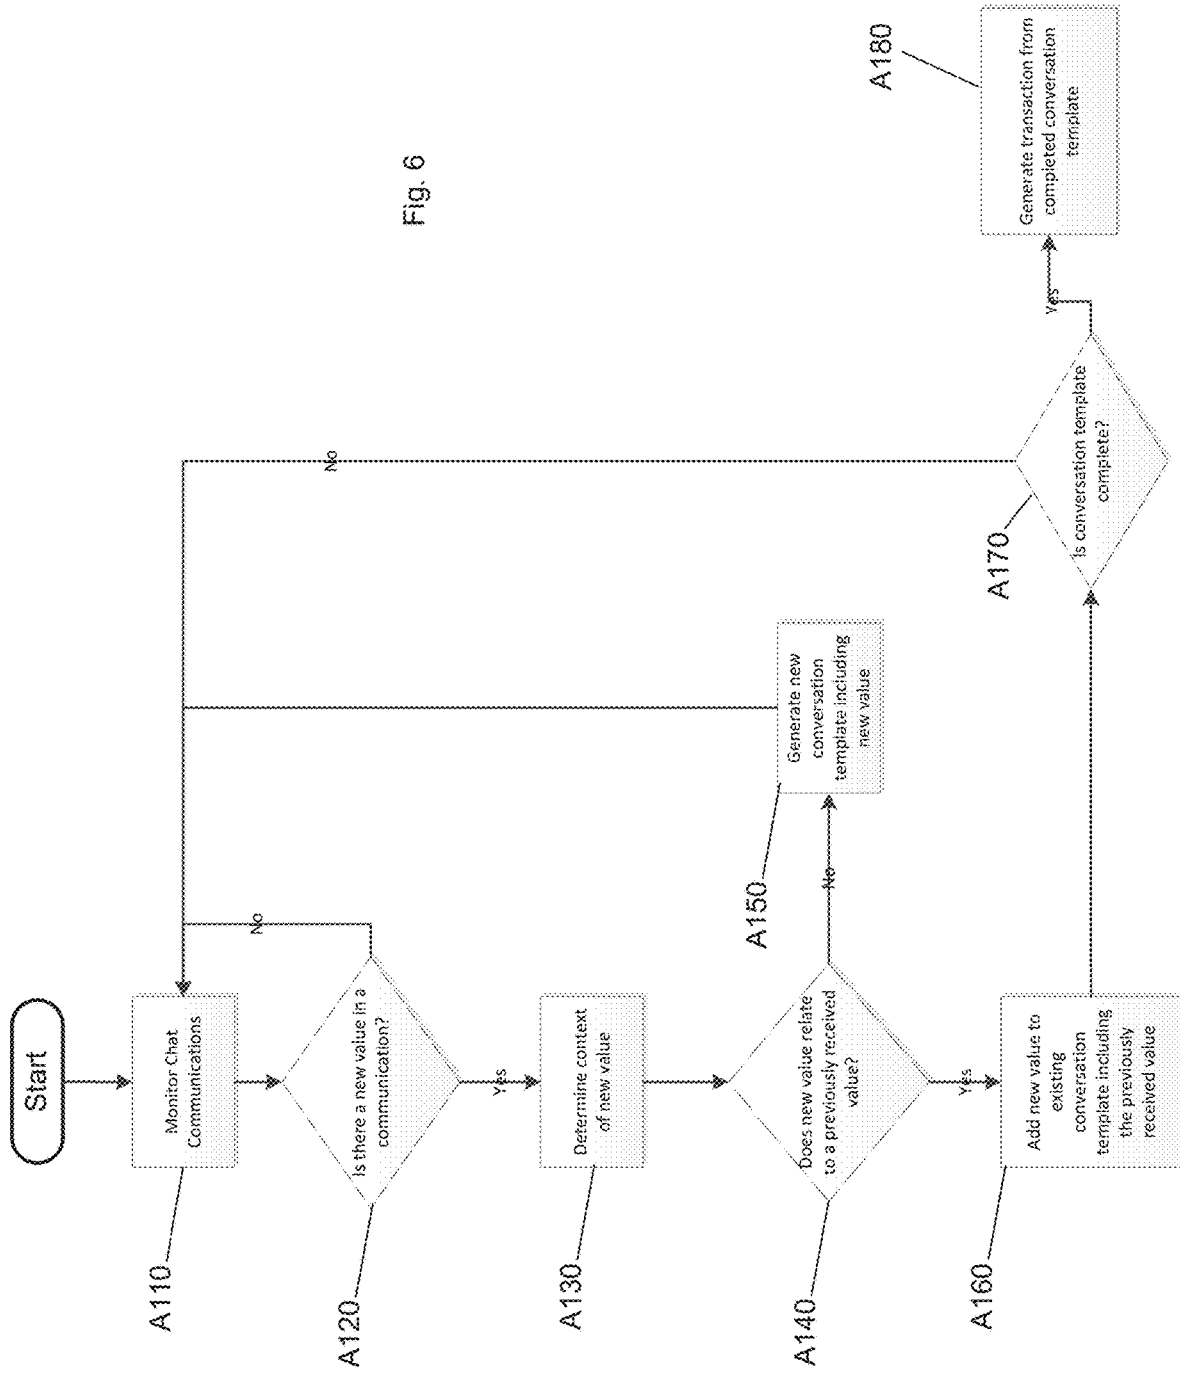 Start
Monitor Chat
Communications
A110
Is there a new value in a
communication?
A120
No
Yes
Determine context
of new value
A130
Does new value relate
to a previously received
value?
A140
No
Generate new
conversation
template including
new value
A150
Yes
Add new value to
existing
conversation
template including
the previously
received value
A160
Is conversation template
complete?
A170
No
Yes
Generate transaction from
completed conversation
template
A180
Fig. 6